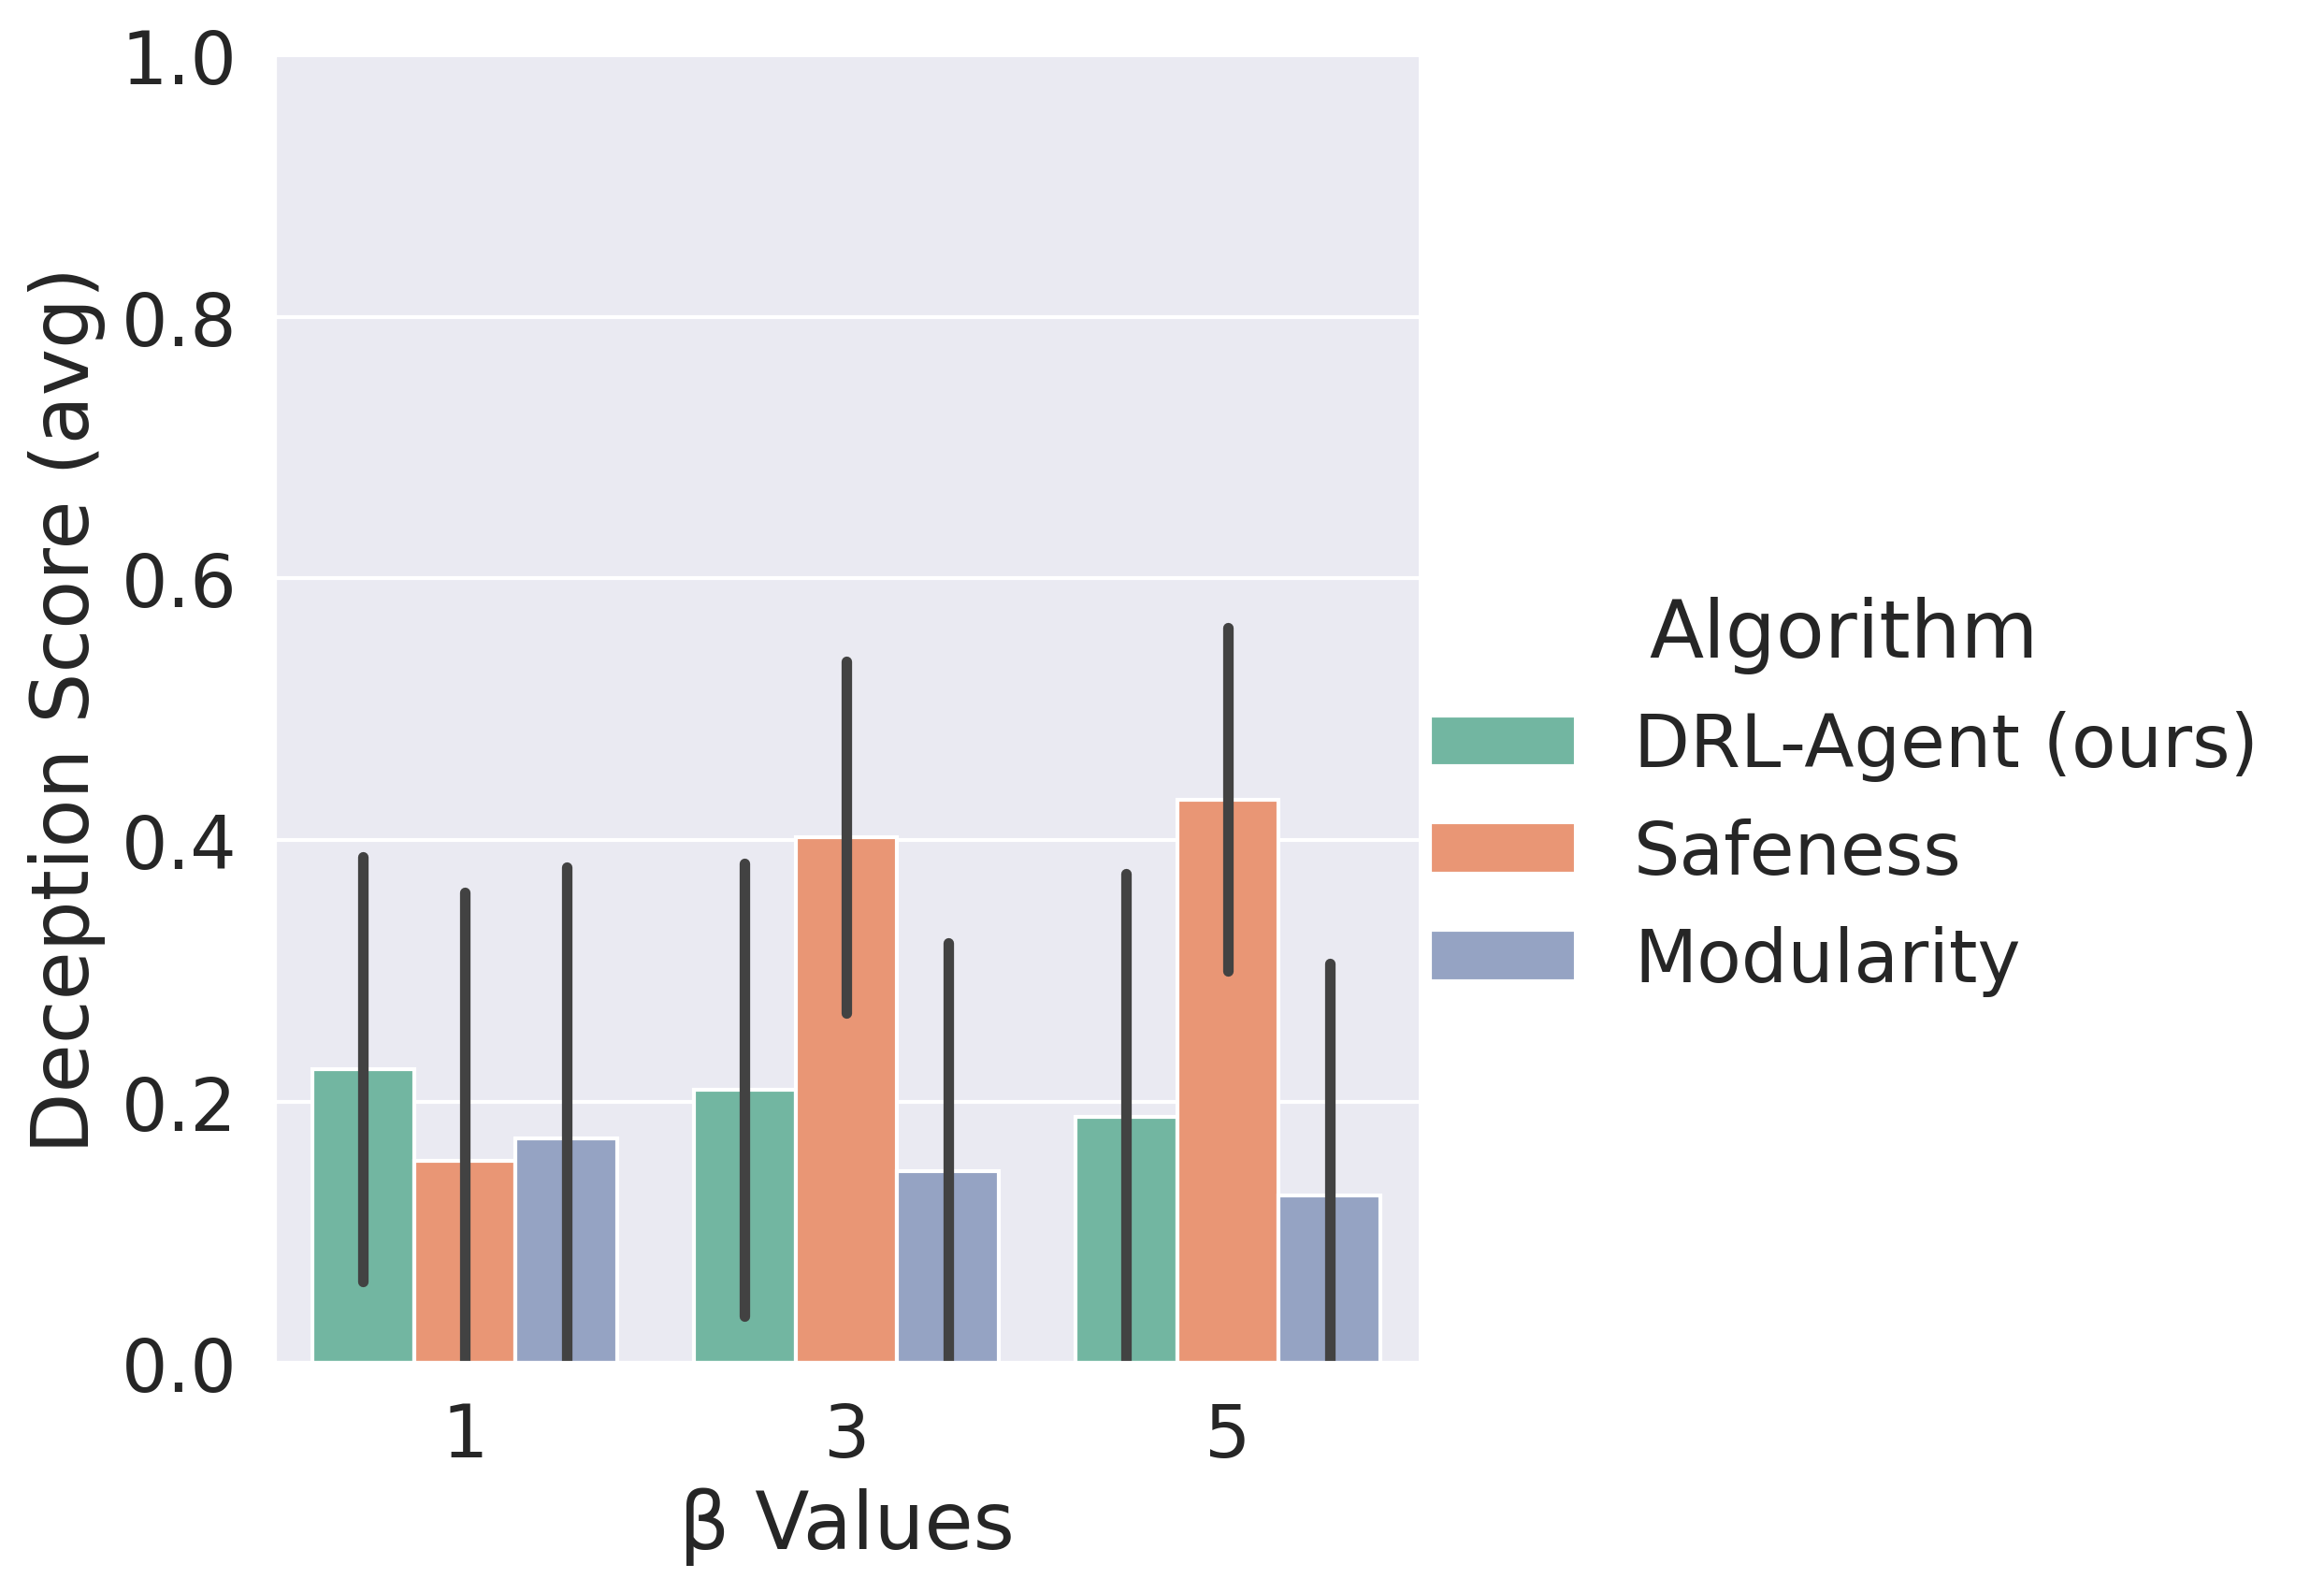 Deception Score (avg)
1.0
0.8
0.6
0.4
0.2
0.0
1 3 5
β Values
Algorithm
DRL-Agent (ours)
Safeness
Modularity